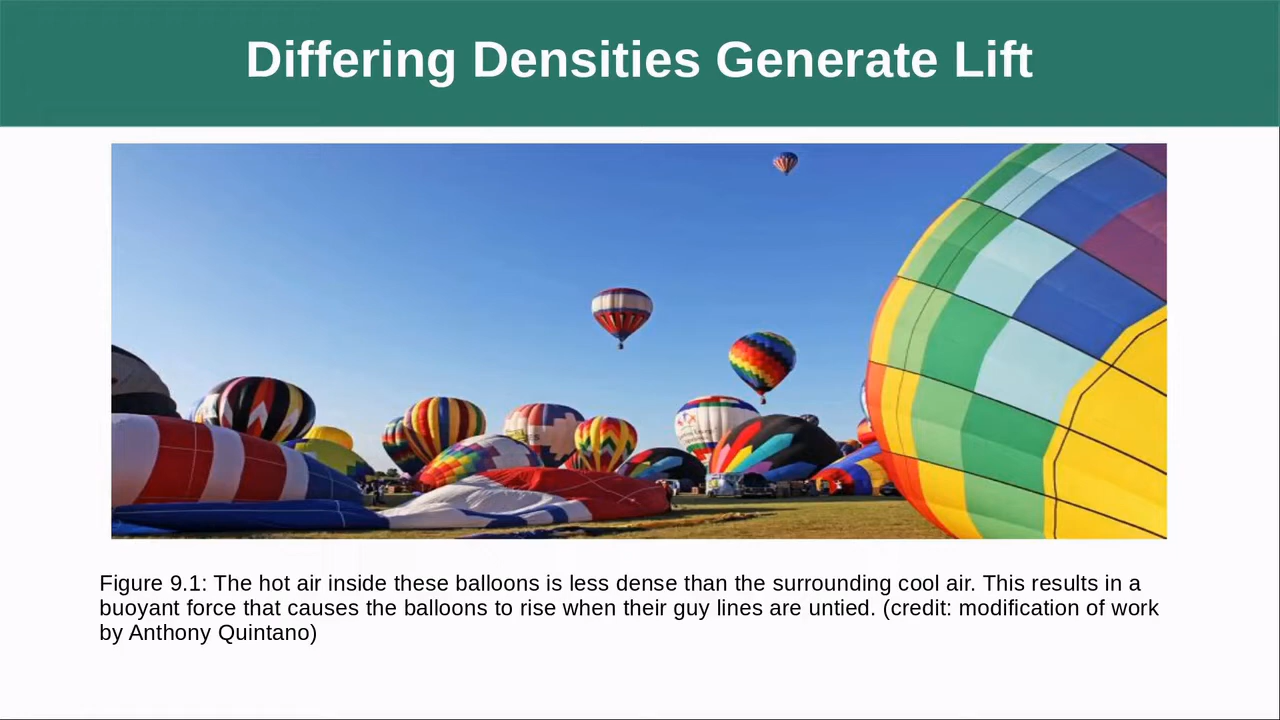 Differing Densities Generate Lift
Figure 9.1: The hot air inside these balloons is less dense than the surrounding cool air. This results in a
buoyant force that causes the balloons to rise when their guy lines are untied. (credit: modification of work
by Anthony Quintano)